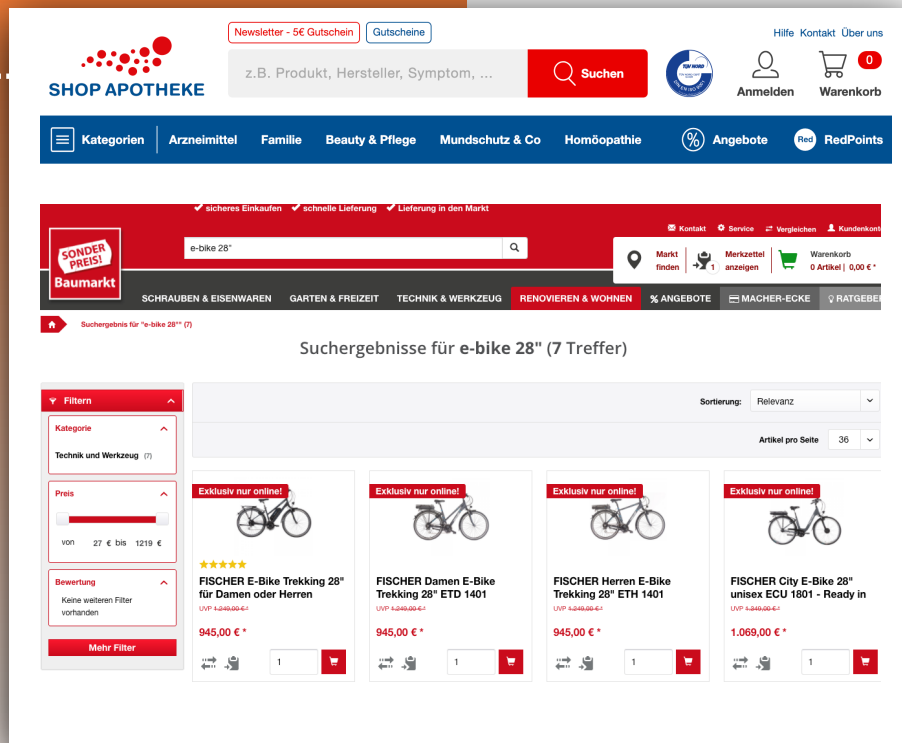 Newsletter - 5€ Gutschein Gutscheine
Hilfe Kontakt Über uns
SHOP APOTHEKE
z.B. Produkt, Hersteller, Symptom, ...
Suchen
TÜV NORD
Anmelden
0
Warenkorb
Kategorien Arzneimittel Familie Beauty & Pflege Mundschutz & Co Homöopathie % Angebote Red RedPoints
sicheres Einkaufen schnelle Lieferung Lieferung in den Markt
Kontakt Service Vergleichen Kundenkonto
SONDER
PREIS!
Baumarkt
e-bike 28"
Markt
finden
1
Merkzettel
anzeigen
Warenkorb
0 Artikel | 0,00 € *
SCHRAUBEN & EISENWAREN GARTEN & FREIZEIT TECHNIK & WERKZEUG RENOVIEREN & WOHNEN % ANGEBOTE MACHER-ECKE RATGEBER
Suchergebnis für "e-bike 28"" (7)
Suchergebnisse für e-bike 28" (7 Treffer)
Filtern
Kategorie
Technik und Werkzeug (7)
Preis
von 27 € bis 1219 €
Bewertung
Keine weiteren Filter
vorhanden
Mehr Filter
Sortierung: Relevanz
Artikel pro Seite 36
Exklusiv nur online!
FISCHER E-Bike Trekking 28"
für Damen oder Herren
UVP 1.249,00 € *
945,00 € *
1
Exklusiv nur online!
FISCHER Damen E-Bike
Trekking 28" ETD 1401
UVP 1.249,00 € *
945,00 € *
1
Exklusiv nur online!
FISCHER Herren E-Bike
Trekking 28" ETH 1401
UVP 1.249,00 € *
945,00 € *
1
Exklusiv nur online!
FISCHER City E-Bike 28"
unisex ECU 1801 - Ready in
UVP 1.349,00 € *
1.069,00 € *
1